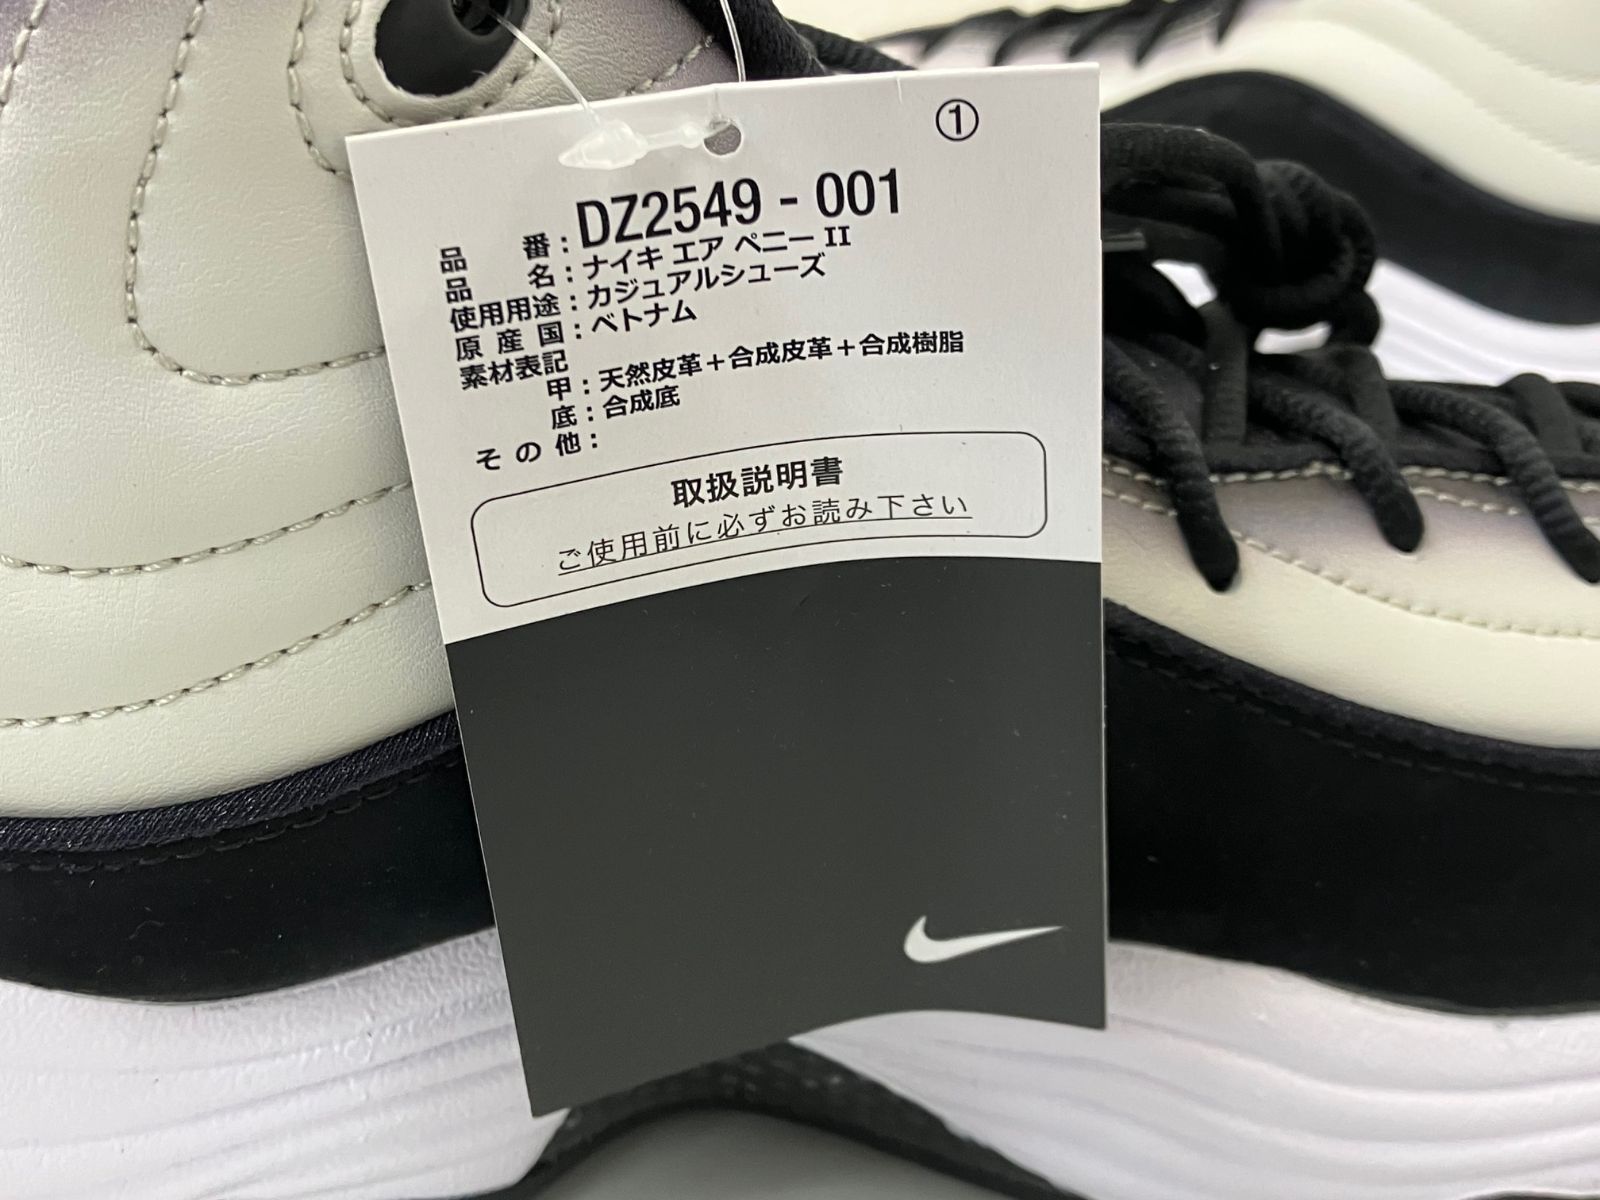 ①
品番：DZ2549 - 001
品名：ナイキ エア ペニー II
使用用途：カジュアルシューズ
原産国：ベトナム
素材表記
甲：天然皮革＋合成皮革＋合成樹脂
底：合成底
その他：
取扱説明書
ご使用前に必ずお読み下さい